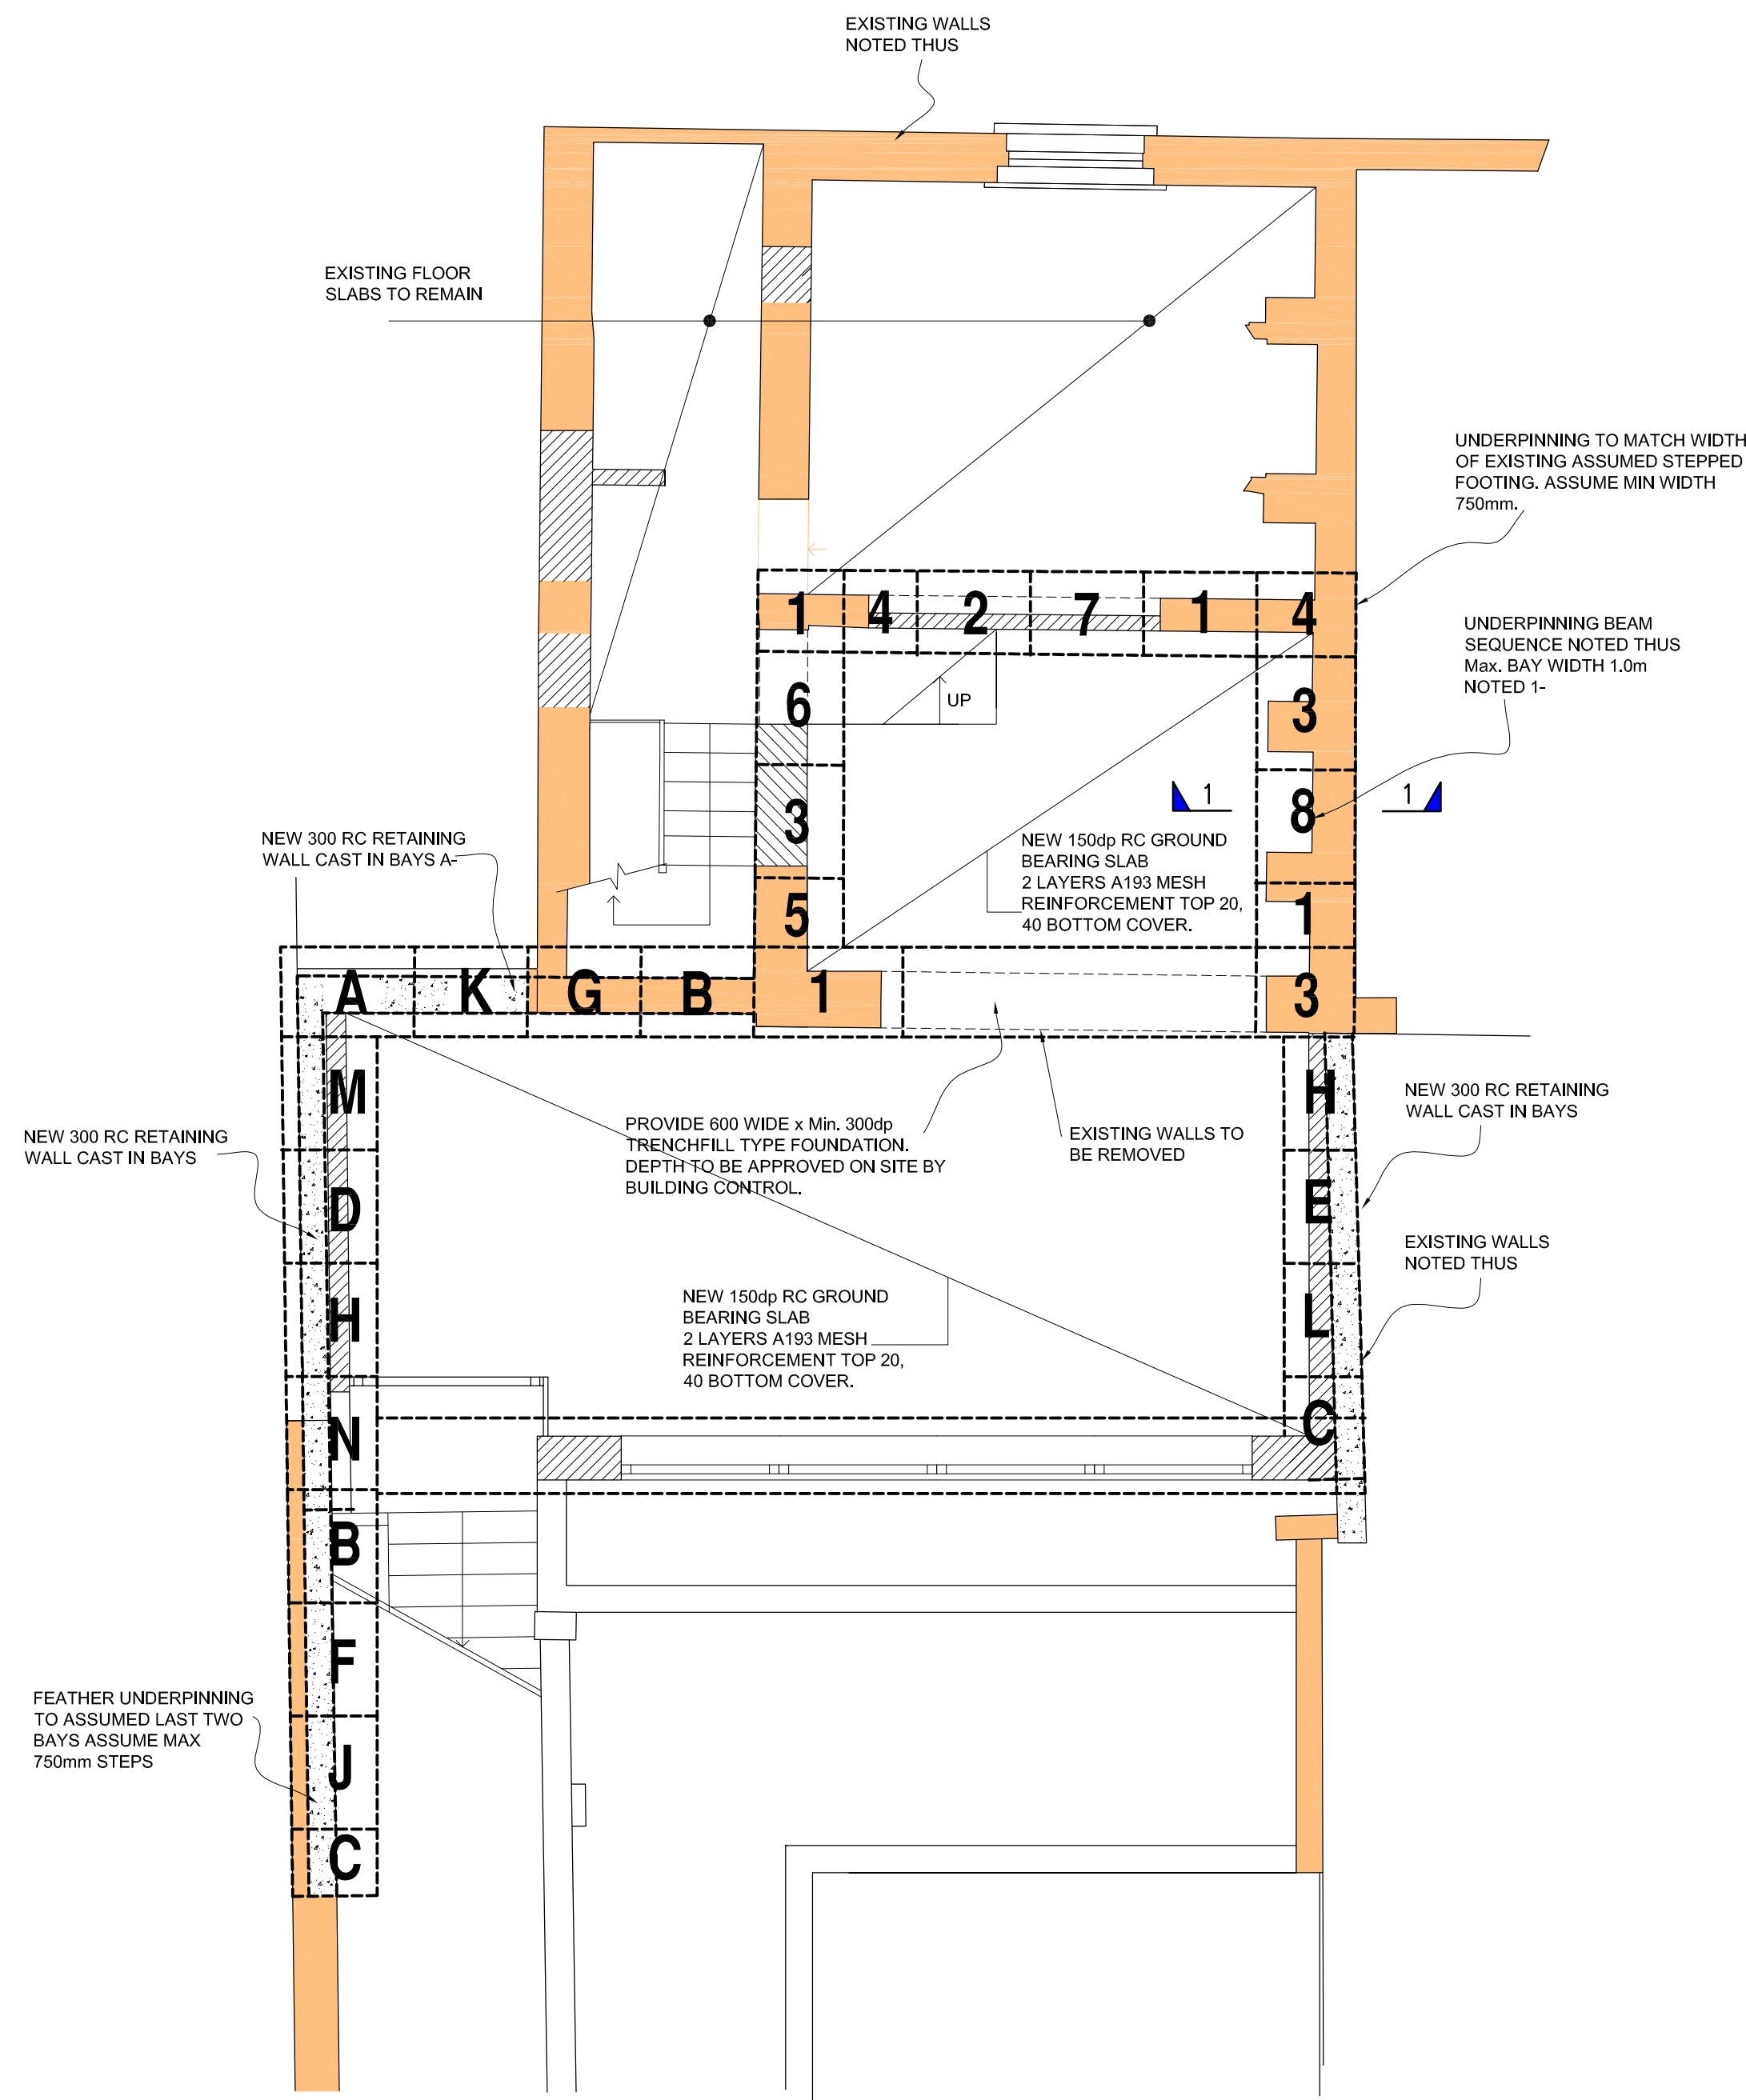 EXISTING WALLS
NOTED THUS
EXISTING FLOOR
SLABS TO REMAIN
UNDERPINNING TO MATCH WIDTH
OF EXISTING ASSUMED STEPPED
FOOTING. ASSUME MIN WIDTH
750mm.
1 4 2 7 1 4
UNDERPINNING BEAM
SEQUENCE NOTED THUS
Max. BAY WIDTH 1.0m
NOTED 1-
6
UP
3
3
8
1
1
NEW 300 RC RETAINING
WALL CAST IN BAYS A-
NEW 150dp RC GROUND
BEARING SLAB
2 LAYERS A193 MESH
REINFORCEMENT TOP 20,
40 BOTTOM COVER.
5
1
A K G B 1 3
M
H
NEW 300 RC RETAINING
WALL CAST IN BAYS
NEW 300 RC RETAINING
WALL CAST IN BAYS
PROVIDE 600 WIDE x Min. 300dp
TRENCHFILL TYPE FOUNDATION.
DEPTH TO BE APPROVED ON SITE BY
BUILDING CONTROL.
EXISTING WALLS TO
BE REMOVED
D
E
EXISTING WALLS
NOTED THUS
H
L
NEW 150dp RC GROUND
BEARING SLAB
2 LAYERS A193 MESH
REINFORCEMENT TOP 20,
40 BOTTOM COVER.
N
C
B
F
FEATHER UNDERPINNING
TO ASSUMED LAST TWO
BAYS ASSUME MAX
750mm STEPS
J
C